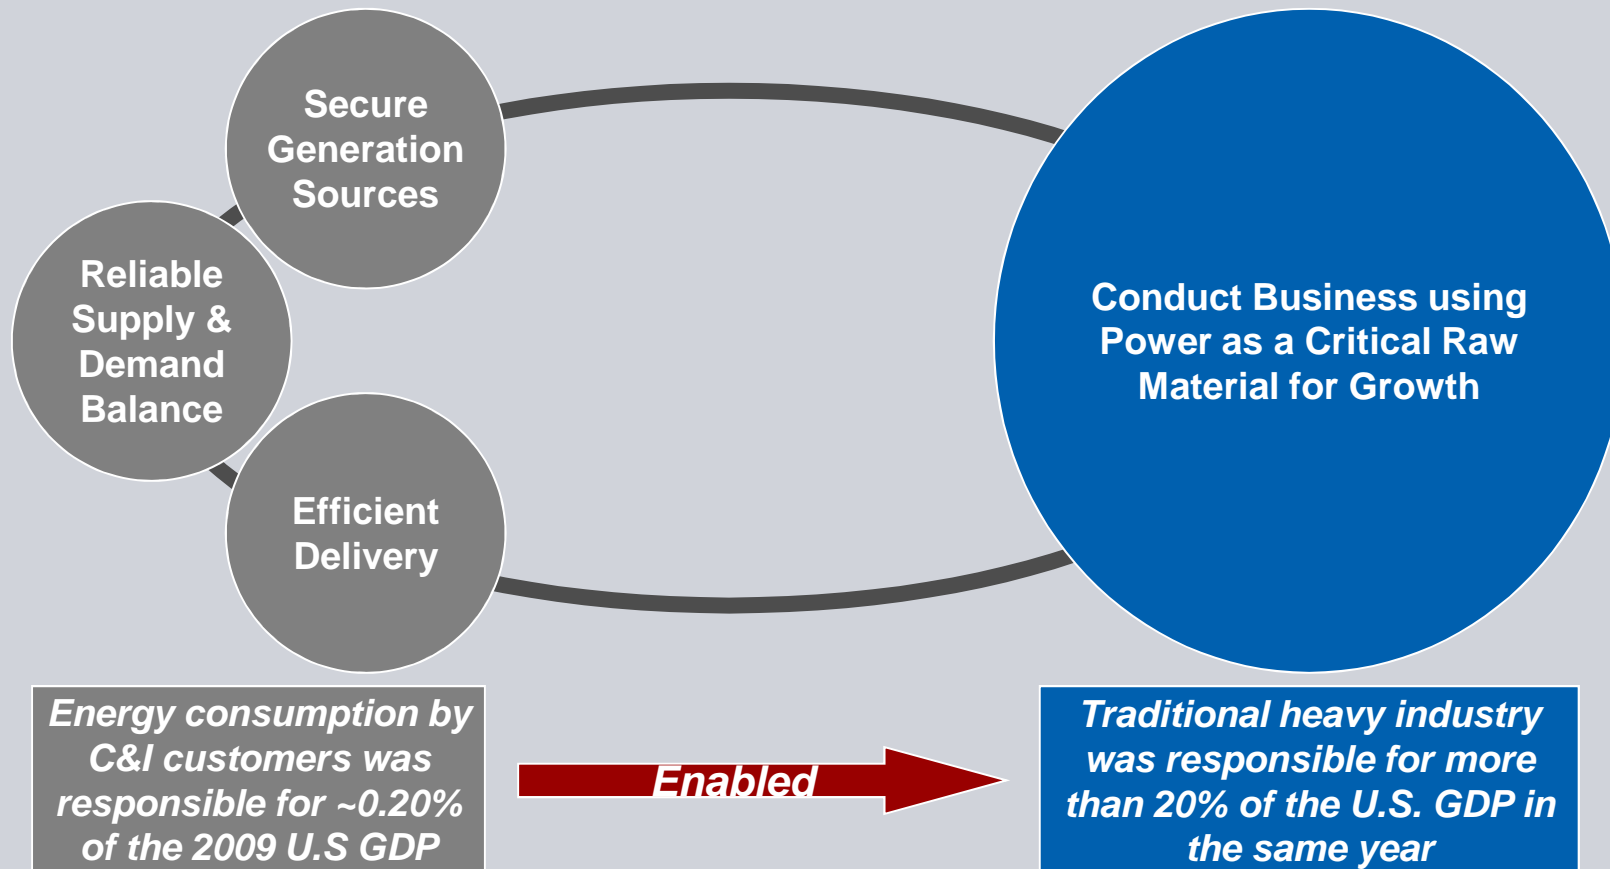 Secure
Generation
Sources
Reliable
Supply &
Demand
Balance
Efficient
Delivery
Conduct Business using
Power as a Critical Raw
Material for Growth
Energy consumption by
C&I customers was
responsible for ~0.20%
of the 2009 U.S GDP
Enabled
Traditional heavy industry
was responsible for more
than 20% of the U.S. GDP in
the same year